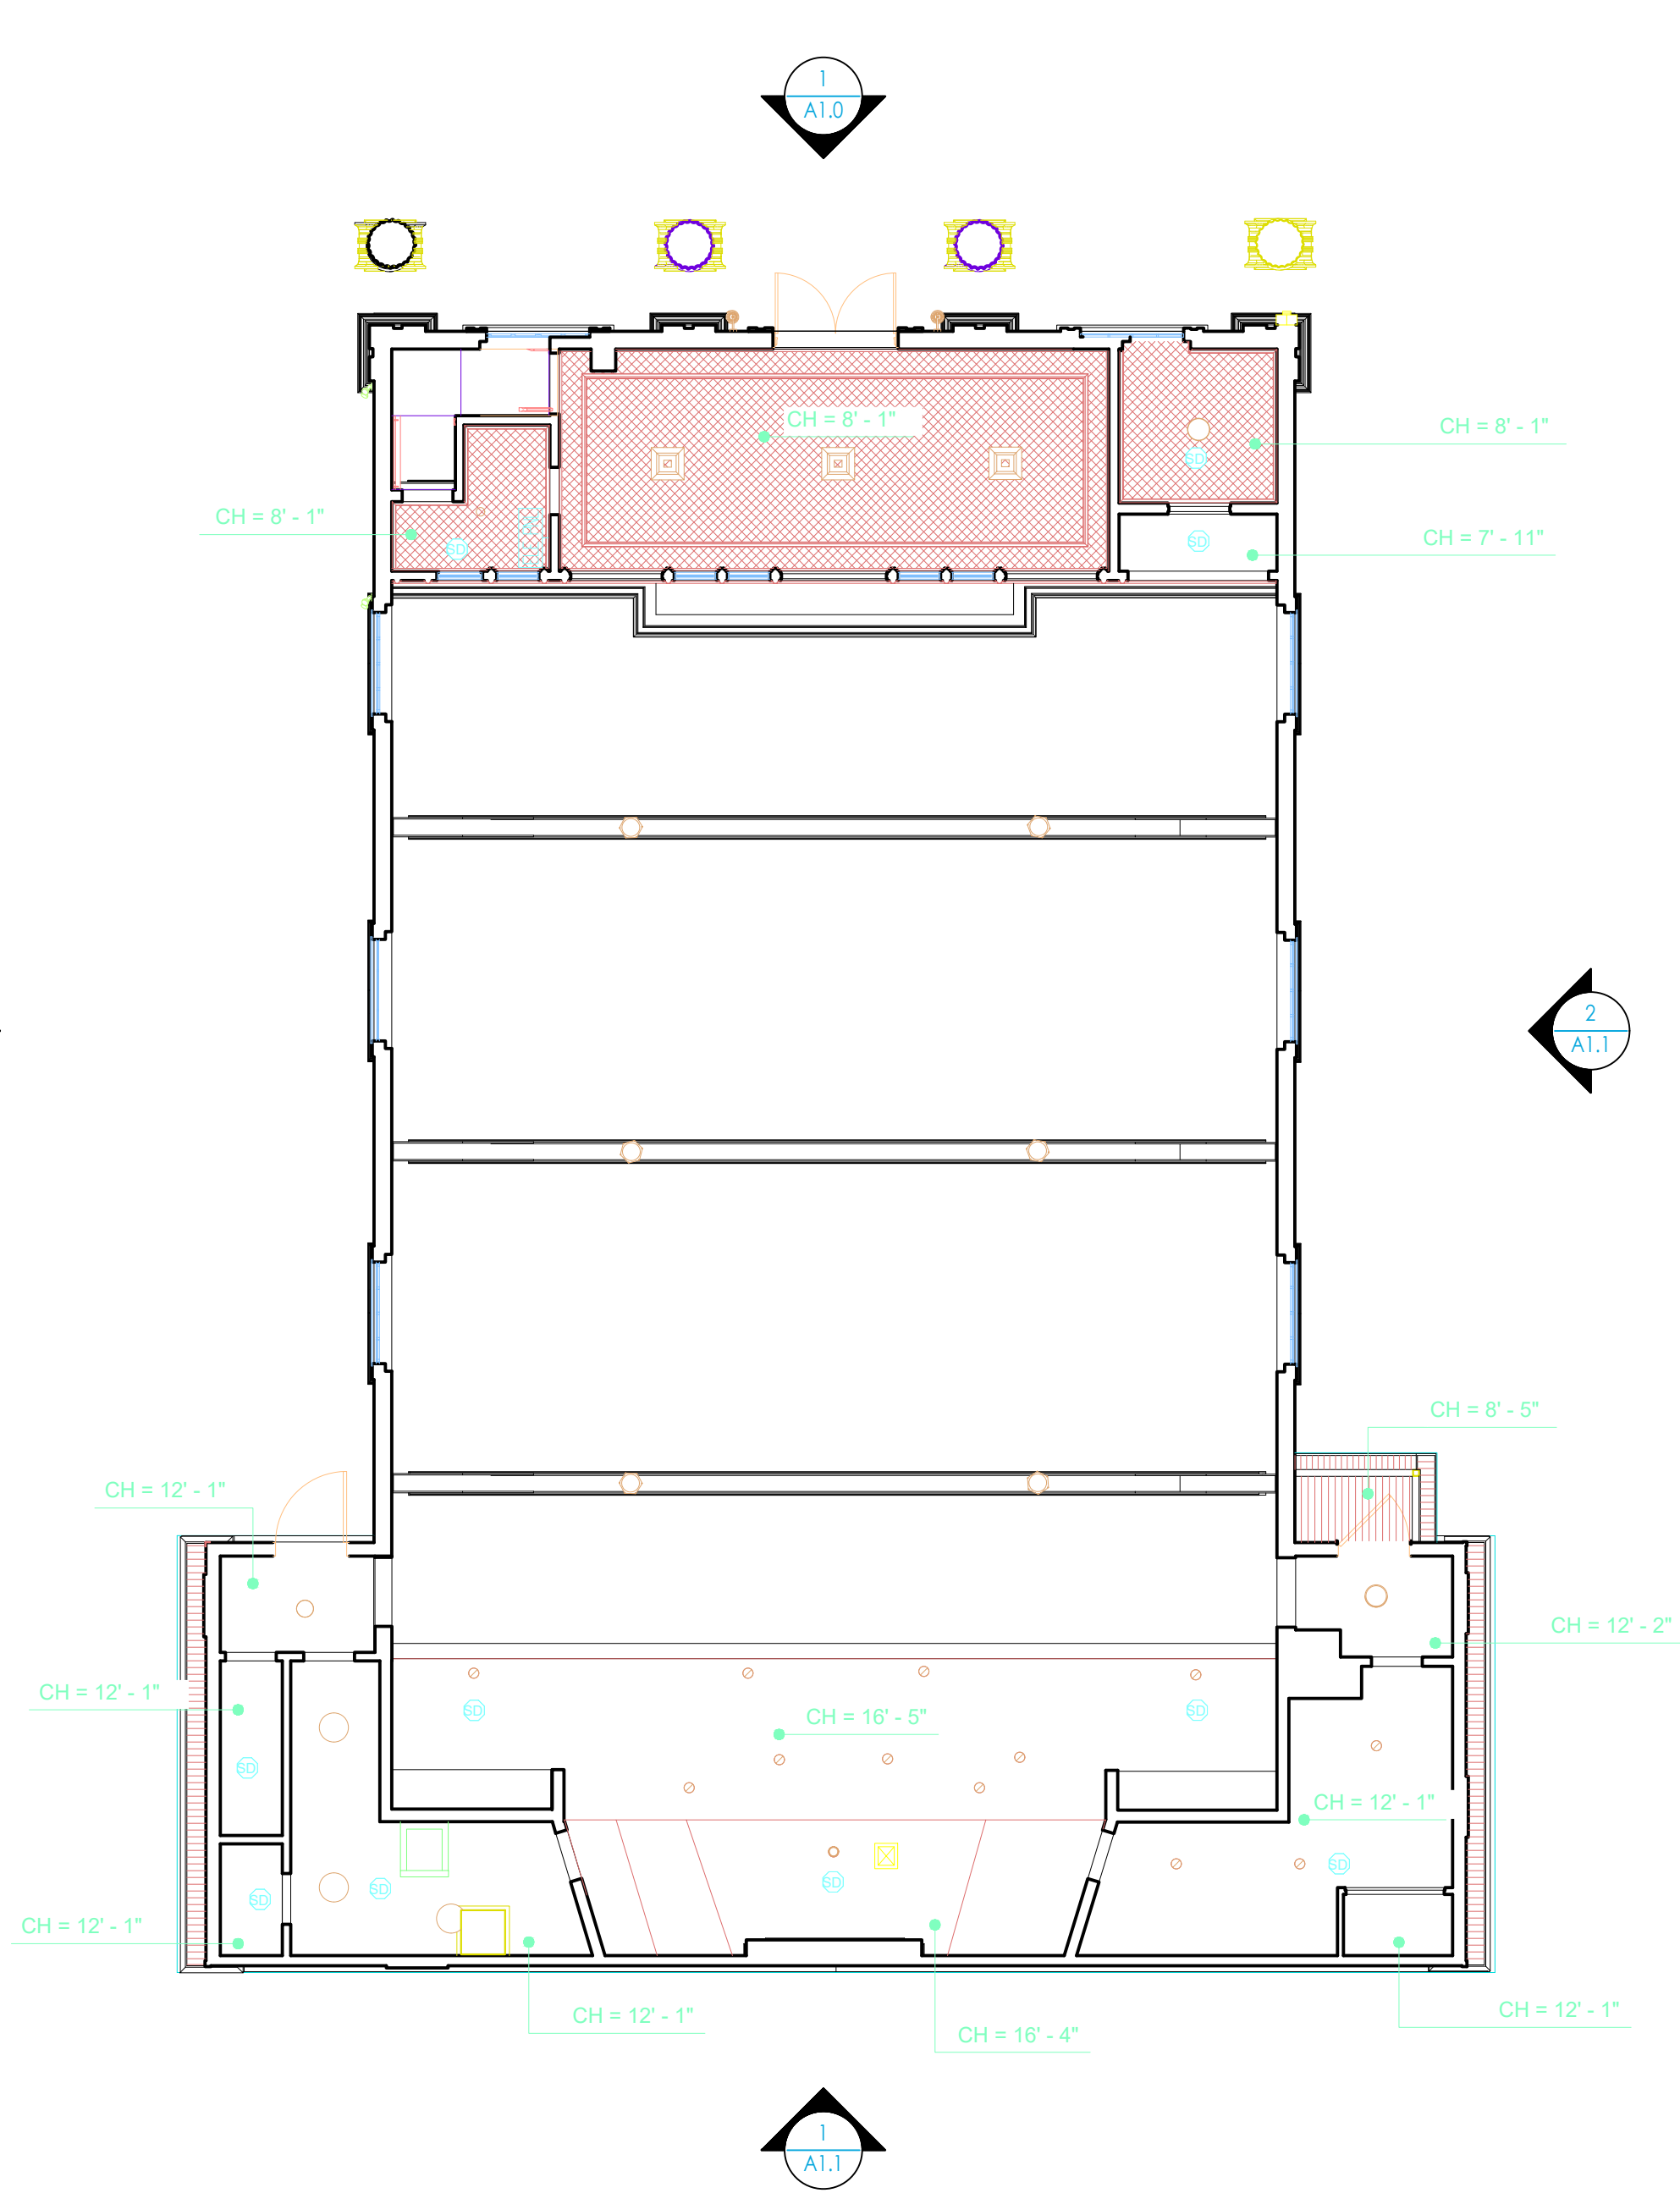 1
A1.0
CH = 8' - 1"
CH = 8' - 1"
SD
CH = 8' - 1"
CH = 7' - 11"
SD
SD
2
A1.1
CH = 8' - 5"
CH = 12' - 1"
CH = 12' - 2"
CH = 12' - 1"
SD
SD
CH = 16' - 5"
SD
CH = 12' - 1"
SD
SD
SD
SD
CH = 12' - 1"
CH = 12' - 1"
CH = 16' - 4"
CH = 12' - 1"
1
A1.1